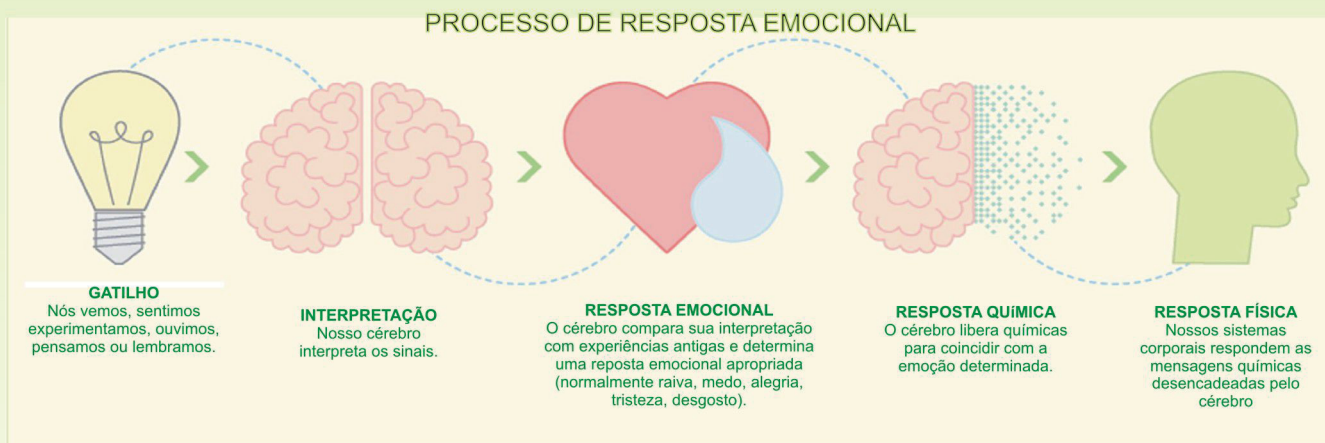 PROCESSO DE RESPOSTA EMOCIONAL
GATILHO
Nós vemos, sentimos
experimentamos, ouvimos,
pensamos ou lembramos.
INTERPRETAÇÃO
Nosso cérebro
interpreta os sinais.
RESPOSTA EMOCIONAL
O cérebro compara sua interpretação
com experiências antigas e determina
uma reposta emocional apropriada
(normalmente raiva, medo, alegria,
tristeza, desgosto).
RESPOSTA QUíMICA
O cérebro libera químicas
para coincidir com a
emoção determinada.
RESPOSTA FÍSICA
Nossos sistemas
corporais respondem as
mensagens químicas
desencadeadas pelo
cérebro